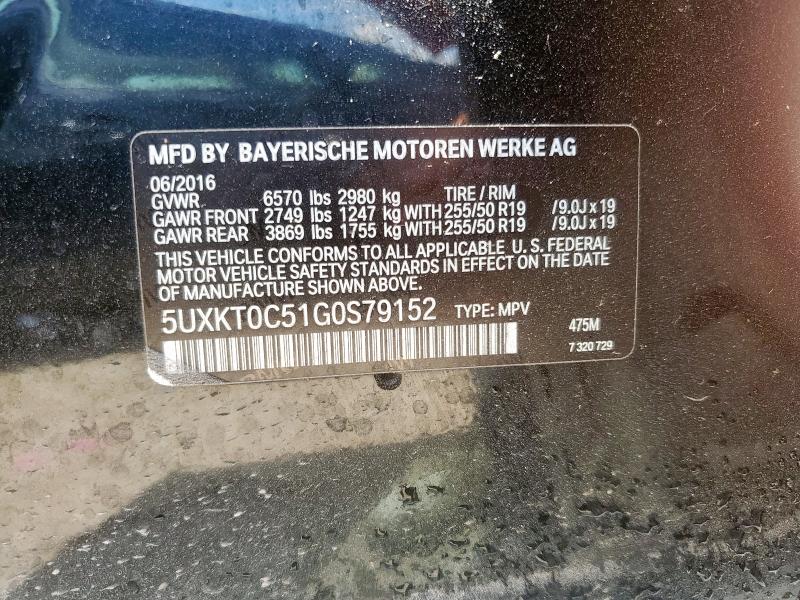 MFD BY BAYERISCHE MOTOREN WERKE AG
06/2016
GVWR 6570 lbs 2980 kg TIRE / RIM
GAWR FRONT 2749 lbs 1247 kg WITH 255/50 R19 / 9.0J x 19
GAWR REAR 3869 lbs 1755 kg WITH 255/50 R19 / 9.0J x 19
THIS VEHICLE CONFORMS TO ALL APPLICABLE U. S. FEDERAL
MOTOR VEHICLE SAFETY STANDARDS IN EFFECT ON THE DATE
OF MANUFACTURE SHOWN ABOVE.
5UXKT0C51G0S79152 TYPE: MPV
475M
7 320 729